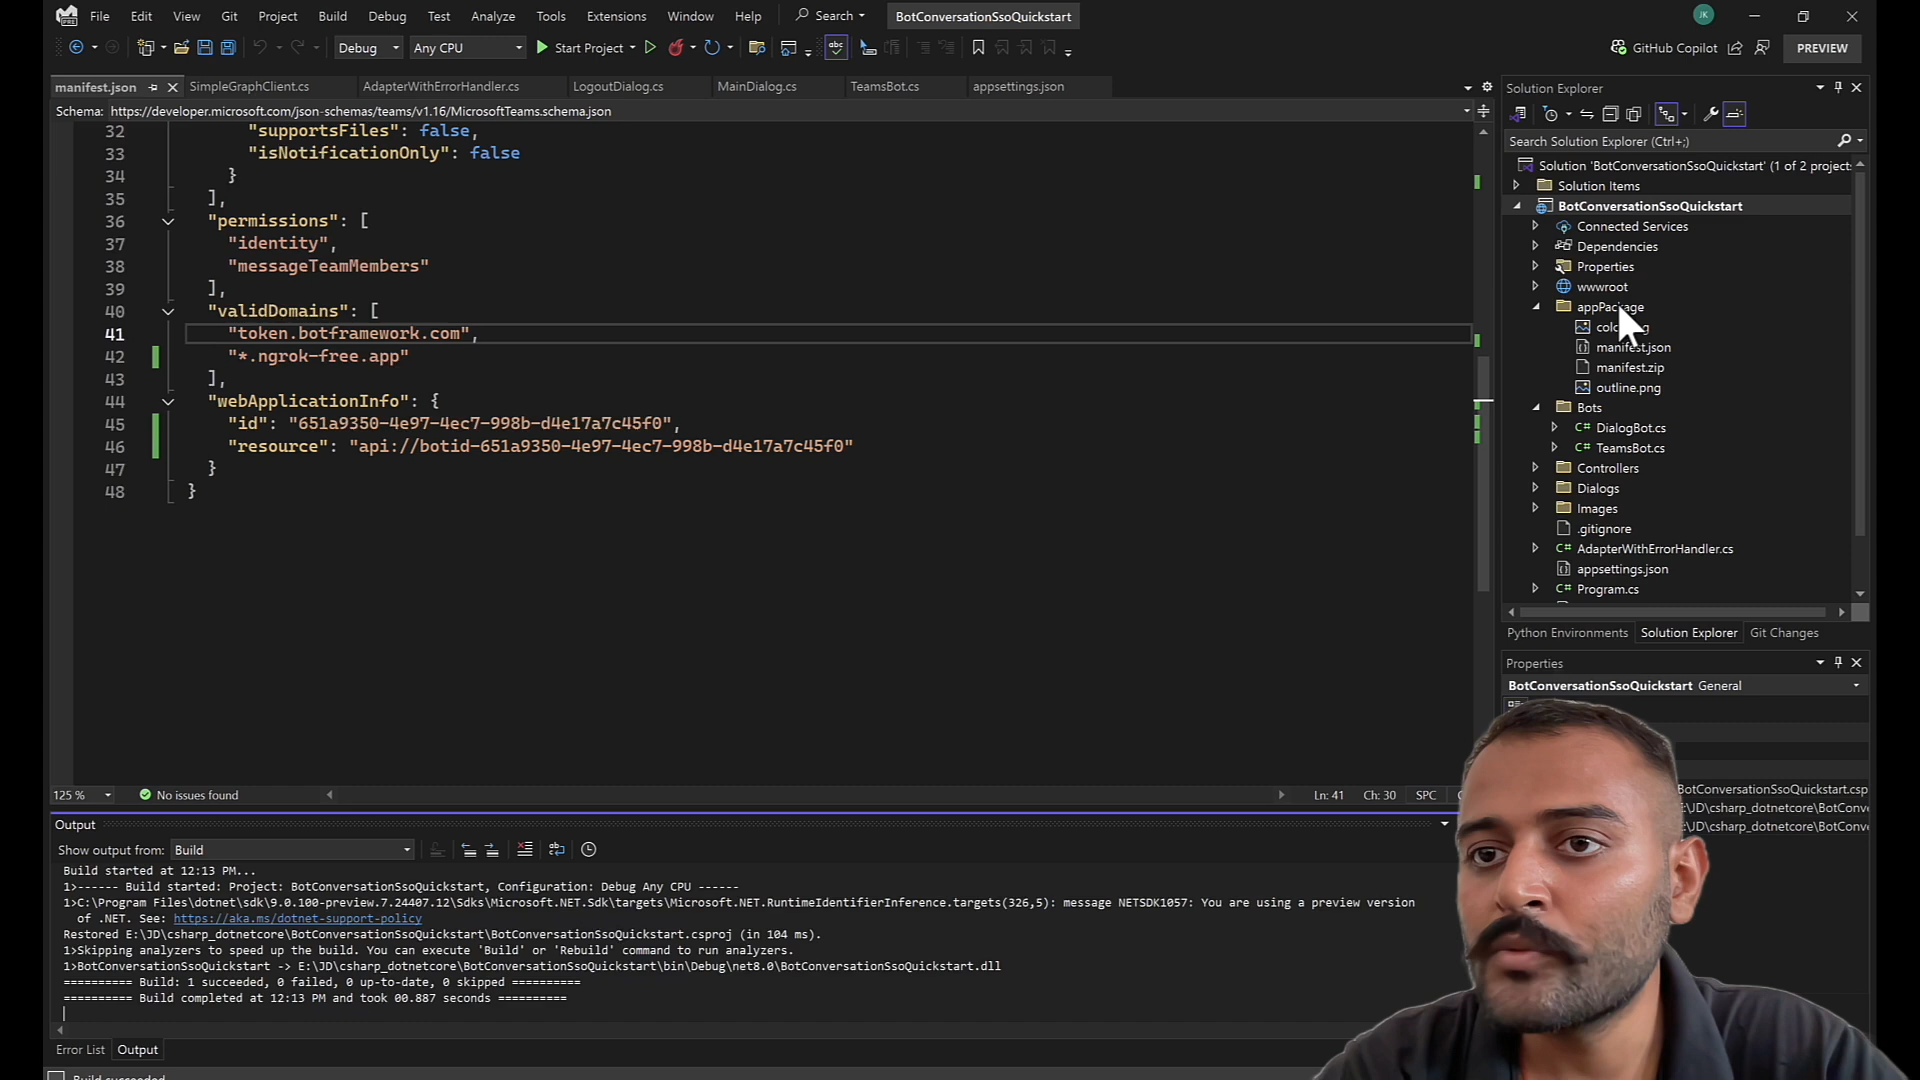 File Edit View Git Project Build Debug Test Analyze Tools Extensions Window Help Search BotConversationSsoQuickstart JK
Debug Any CPU Start Project GitHub Copilot PREVIEW
manifest.json SimpleGraphClient.cs AdapterWithErrorHandler.cs LogoutDialog.cs MainDialog.cs TeamsBot.cs appsettings.json
Schema: https://developer.microsoft.com/json-schemas/teams/v1.16/MicrosoftTeams.schema.json
32 "supportsFiles": false,
33 "isNotificationOnly": false
34 }
35 ],
36 "permissions": [
37 "identity",
38 "messageTeamMembers"
39 ],
40 "validDomains": [
41 "token.botframework.com",
42 "*.ngrok-free.app"
43 ],
44 "webApplicationInfo": {
45 "id": "651a9350-4e97-4ec7-998b-d4e17a7c45f0",
46 "resource": "api://botid-651a9350-4e97-4ec7-998b-d4e17a7c45f0"
47 }
48 }
125 % No issues found Ln: 41 Ch: 30 SPC
Output
Show output from: Build
Build started at 12:13 PM...
1>------ Build started: Project: BotConversationSsoQuickstart, Configuration: Debug Any CPU ------
1>C:\Program Files\dotnet\sdk\9.0.100-preview.7.24407.12\Sdks\Microsoft.NET.Sdk\targets\Microsoft.NET.RuntimeIdentifierInference.targets(326,5): message NETSDK1057: You are using a preview version
of .NET. See: https://aka.ms/dotnet-support-policy
Restored E:\JD\csharp_dotnetcore\BotConversationSsoQuickstart\BotConversationSsoQuickstart.csproj (in 104 ms).
1>Skipping analyzers to speed up the build. You can execute 'Build' or 'Rebuild' command to run analyzers.
1>BotConversationSsoQuickstart -> E:\JD\csharp_dotnetcore\BotConversationSsoQuickstart\bin\Debug\net8.0\BotConversationSsoQuickstart.dll
========== Build: 1 succeeded, 0 failed, 0 up-to-date, 0 skipped ==========
========== Build completed at 12:13 PM and took 00.887 seconds ==========
Error List Output
Build succeeded
Solution Explorer
Search Solution Explorer (Ctrl+;)
Solution 'BotConversationSsoQuickstart' (1 of 2 project
Solution Items
BotConversationSsoQuickstart
Connected Services
Dependencies
Properties
wwwroot
appPackage
manifest.json
manifest.zip
outline.png
Bots
DialogBot.cs
TeamsBot.cs
Controllers
Dialogs
Images
.gitignore
AdapterWithErrorHandler.cs
appsettings.json
Program.cs
Python Environments Solution Explorer Git Changes
Properties
BotConversationSsoQuickstart General
BotConversationSsoQuickstart.csp
E:\JD\csharp_dotnetcore\BotConve
E:\JD\csharp_dotnetcore\BotConve